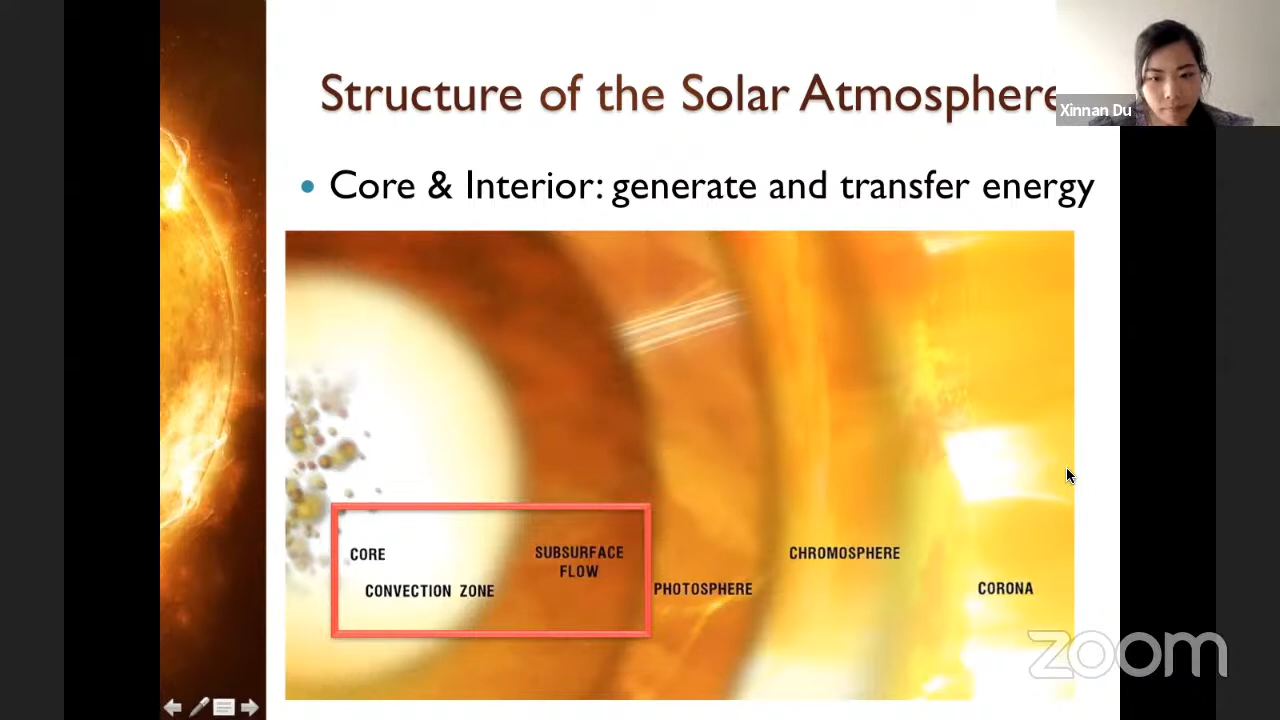 Structure of the Solar Atmosphere
Xinnan Du
• Core & Interior: generate and transfer energy
CORE
SUBSURFACE
FLOW
CONVECTION ZONE
PHOTOSPHERE
CHROMOSPHERE
CORONA
zoom